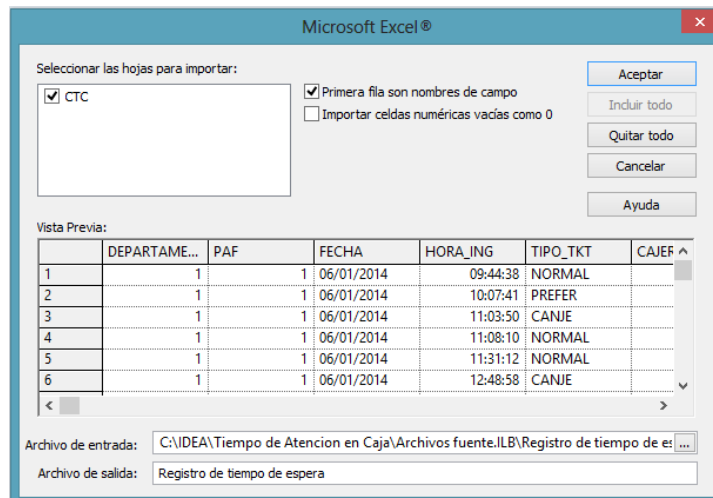 Microsoft Excel®
Seleccionar las hojas para importar:
CTC
Primera fila son nombres de campo
Importar celdas numéricas vacías como 0
Aceptar
Incluir todo
Quitar todo
Cancelar
Ayuda
Vista Previa:
DEPARTAME... PAF FECHA HORA_ING TIPO_TKT CAJER
1 1 1 06/01/2014 09:44:38 NORMAL
2 1 1 06/01/2014 10:07:41 PREFER
3 1 1 06/01/2014 11:03:50 CANJE
4 1 1 06/01/2014 11:08:10 NORMAL
5 1 1 06/01/2014 11:31:12 NORMAL
6 1 1 06/01/2014 12:48:58 CANJE
Archivo de entrada: C:\IDEA\Tiempo de Atencion en Caja\Archivos fuente.ILB\Registro de tiempo de es ...
Archivo de salida: Registro de tiempo de espera